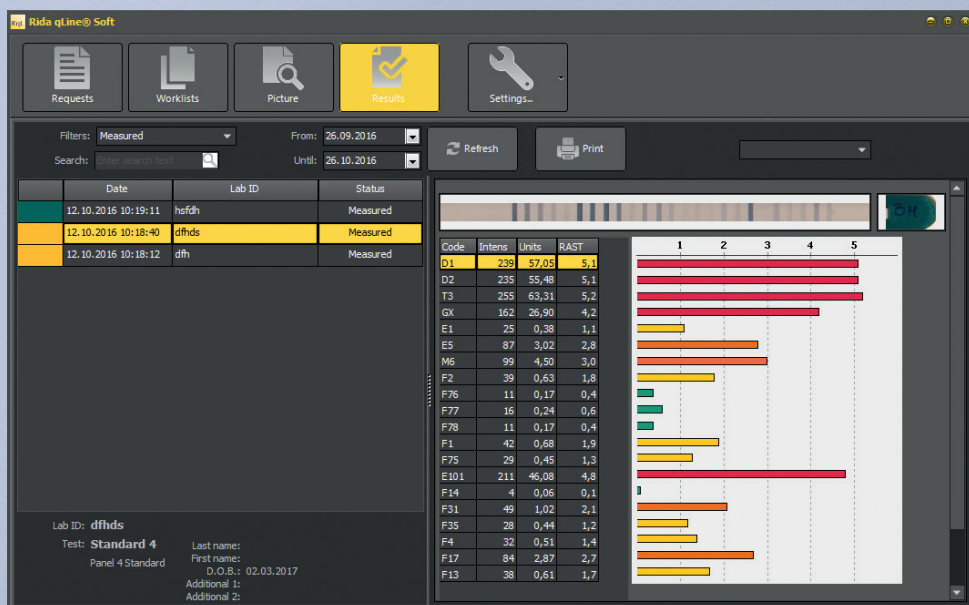 Rida qLine® Soft
Requests Worklists Picture Results Settings...
Filters: Measured From: 26.09.2016 Refresh Print
Search: Enter search text Until: 26.10.2016
Date Lab ID Status
12.10.2016 10:19:11 hsfdh Measured
12.10.2016 10:18:40 dfhds Measured
12.10.2016 10:18:12 dfh Measured
BH
Code Intens Units RAST 1 2 3 4 5
D1 239 57,05 5,1
D2 235 55,48 5,1
T3 255 63,31 5,2
GX 162 26,90 4,2
E1 25 0,38 1,1
E5 87 3,02 2,8
M6 99 4,50 3,0
F2 39 0,63 1,8
F76 11 0,17 0,4
F77 16 0,24 0,6
F78 11 0,17 0,4
F1 42 0,68 1,9
F75 29 0,45 1,3
E101 211 46,08 4,8
F14 4 0,06 0,1
F31 49 1,02 2,1
F35 28 0,44 1,2
F4 32 0,51 1,4
F17 84 2,87 2,7
F13 38 0,61 1,7
Lab ID: dfhds
Test: Standard 4
Panel 4 Standard
Last name:
First name:
D.O.B.: 02.03.2017
Additional 1:
Additional 2: